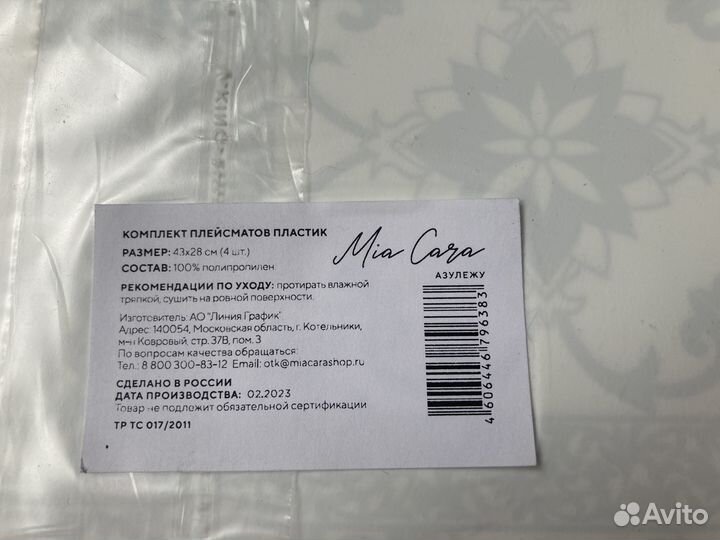 КОМПЛЕКТ ПЛЕЙСМАТОВ ПЛАСТИК
РАЗМЕР: 43х28 см (4 шт.)
СОСТАВ: 100% полипропилен
РЕКОМЕНДАЦИИ ПО УХОДУ: протирать влажной
тряпкой, сушить на ровной поверхности.
Изготовитель: АО "Линия График"
Адрес: 140054, Московская область, г. Котельники,
м-н Ковровый, стр. 37В, пом. 3
По вопросам качества обращаться:
Тел.: 8 800 300-83-12 Email: otk@miacarashop.ru
СДЕЛАНО В РОССИИ
ДАТА ПРОИЗВОДСТВА: 02.2023
Товар не подлежит обязательной сертификации
ТР ТС 017/2011
Mia Cara
АЗУЛЕЖУ
4606446796383
Avito